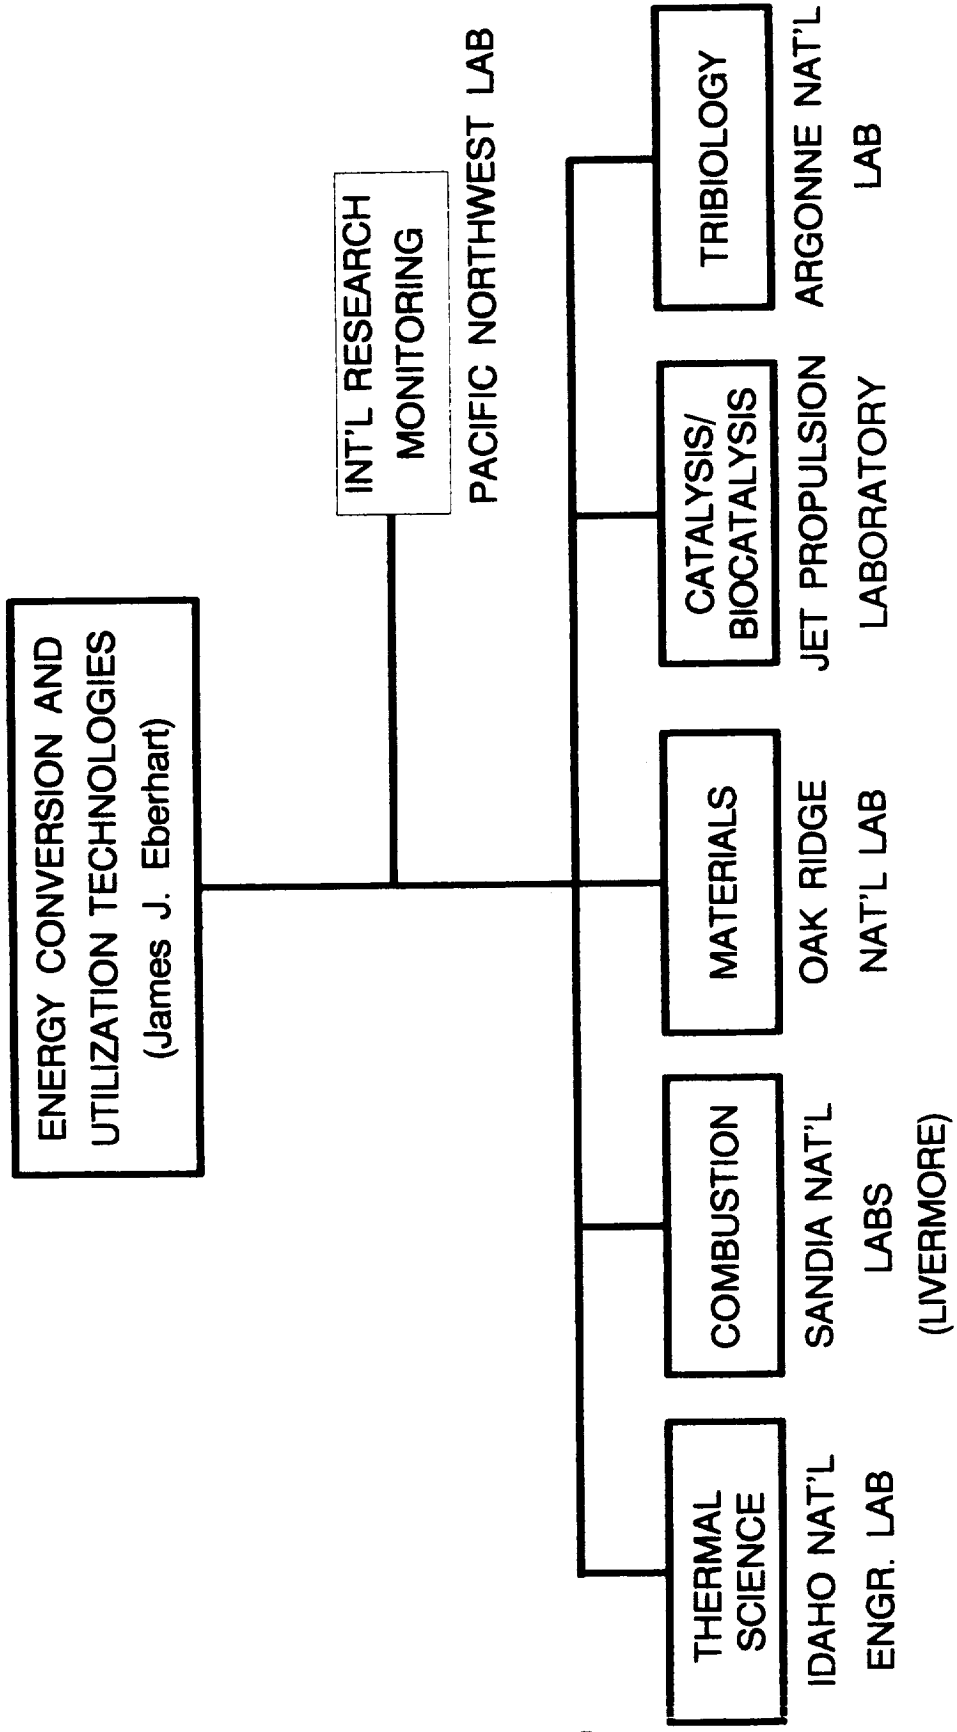 ENERGY CONVERSION AND
UTILIZATION TECHNOLOGIES
(James J. Eberhart)
INT'L RESEARCH
MONITORING
PACIFIC NORTHWEST LAB
THERMAL
SCIENCE
IDAHO NAT'L
ENGR. LAB
COMBUSTION
SANDIA NAT'L
LABS
(LIVERMORE)
MATERIALS
OAK RIDGE
NAT'L LAB
CATALYSIS/
BIOCATALYSIS
JET PROPULSION
LABORATORY
TRIBIOLOGY
ARGONNE NAT'L
LAB